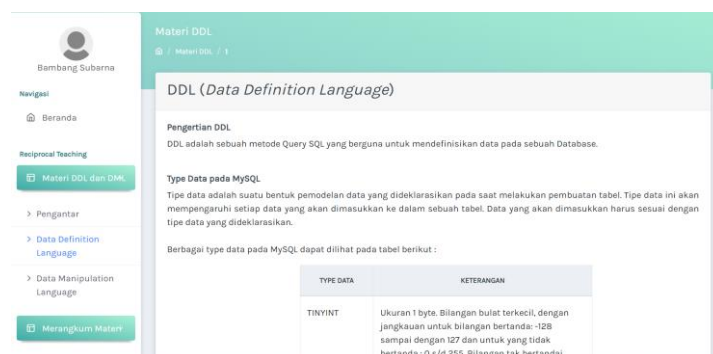 Bambang Subarna
Navigasi
Beranda
Reciprocal Teaching
Materi DDL dan DML
> Pengantar
> Data Definition
Language
> Data Manipulation
Language
Merangkum Materi
Materi DDL
/ Materi DDL / 1
DDL (Data Definition Language)
Pengertian DDL
DDL adalah sebuah metode Query SQL yang berguna untuk mendefinisikan data pada sebuah Database.
Type Data pada MySQL
Tipe data adalah suatu bentuk pemodelan data yang dideklarasikan pada saat melakukan pembuatan tabel. Tipe data ini akan
mempengaruhi setiap data yang akan dimasukkan ke dalam sebuah tabel. Data yang akan dimasukkan harus sesuai dengan
tipe data yang dideklarasikan.
Berbagai type data pada MySQL dapat dilihat pada tabel berikut :
TYPE DATA KETERANGAN
TINYINT Ukuran 1 byte. Bilangan bulat terkecil, dengan
jangkauan untuk bilangan bertanda: -128
sampai dengan 127 dan untuk yang tidak
bertanda : 0 s/d 255. Bilangan tak bertandai